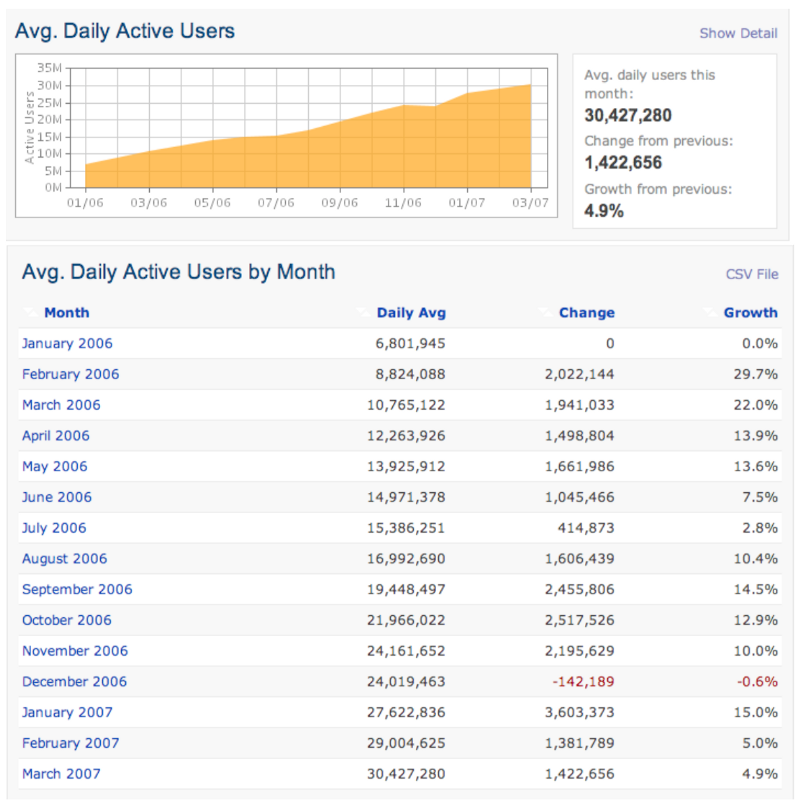 Avg. Daily Active Users
Show Detail
35M
30M
25M
20M
15M
10M
5M
0M
Active Users
01/06 03/06 05/06 07/06 09/06 11/06 01/07 03/07
Avg. daily users this
month:
30,427,280
Change from previous:
1,422,656
Growth from previous:
4.9%
Avg. Daily Active Users by Month
CSV File
Month Daily Avg Change Growth
January 2006 6,801,945 0 0.0%
February 2006 8,824,088 2,022,144 29.7%
March 2006 10,765,122 1,941,033 22.0%
April 2006 12,263,926 1,498,804 13.9%
May 2006 13,925,912 1,661,986 13.6%
June 2006 14,971,378 1,045,466 7.5%
July 2006 15,386,251 414,873 2.8%
August 2006 16,992,690 1,606,439 10.4%
September 2006 19,448,497 2,455,806 14.5%
October 2006 21,966,022 2,517,526 12.9%
November 2006 24,161,652 2,195,629 10.0%
December 2006 24,019,463 -142,189 -0.6%
January 2007 27,622,836 3,603,373 15.0%
February 2007 29,004,625 1,381,789 5.0%
March 2007 30,427,280 1,422,656 4.9%